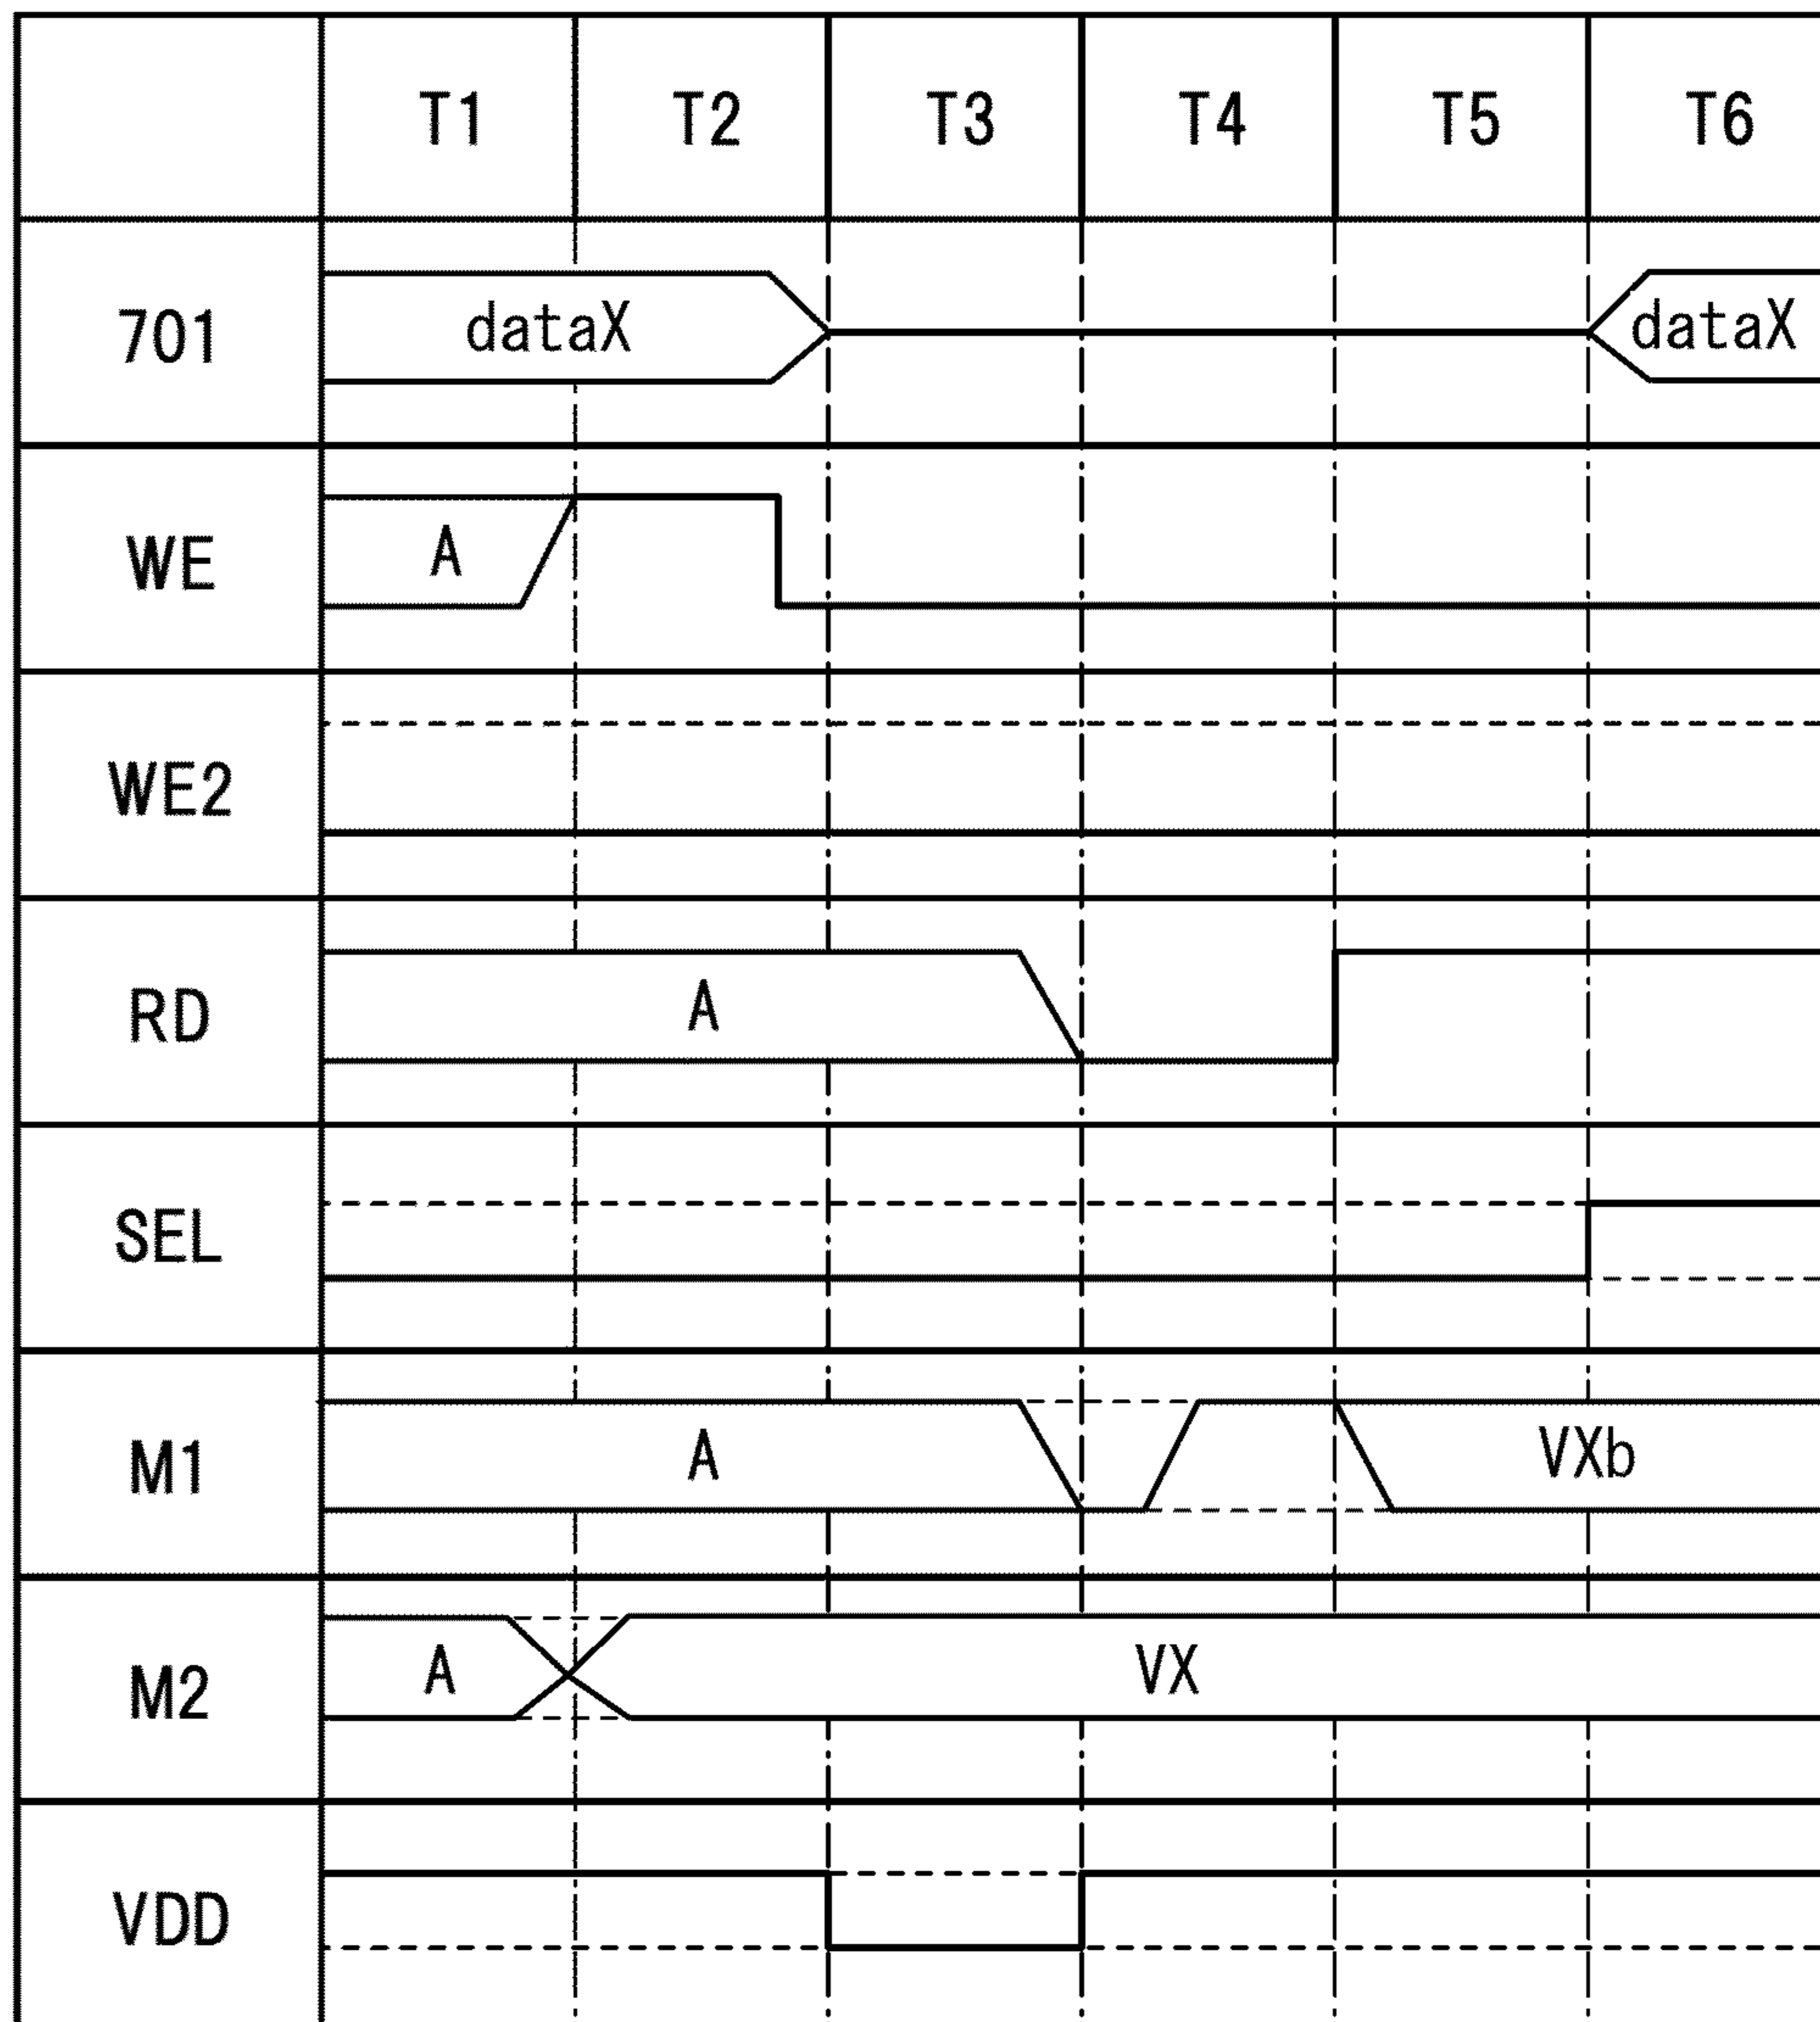 T1 T2 T3 T4 T5 T6
701 dataX dataX
WE A
WE2
RD A
SEL
M1 A VXb
M2 A VX
VDD